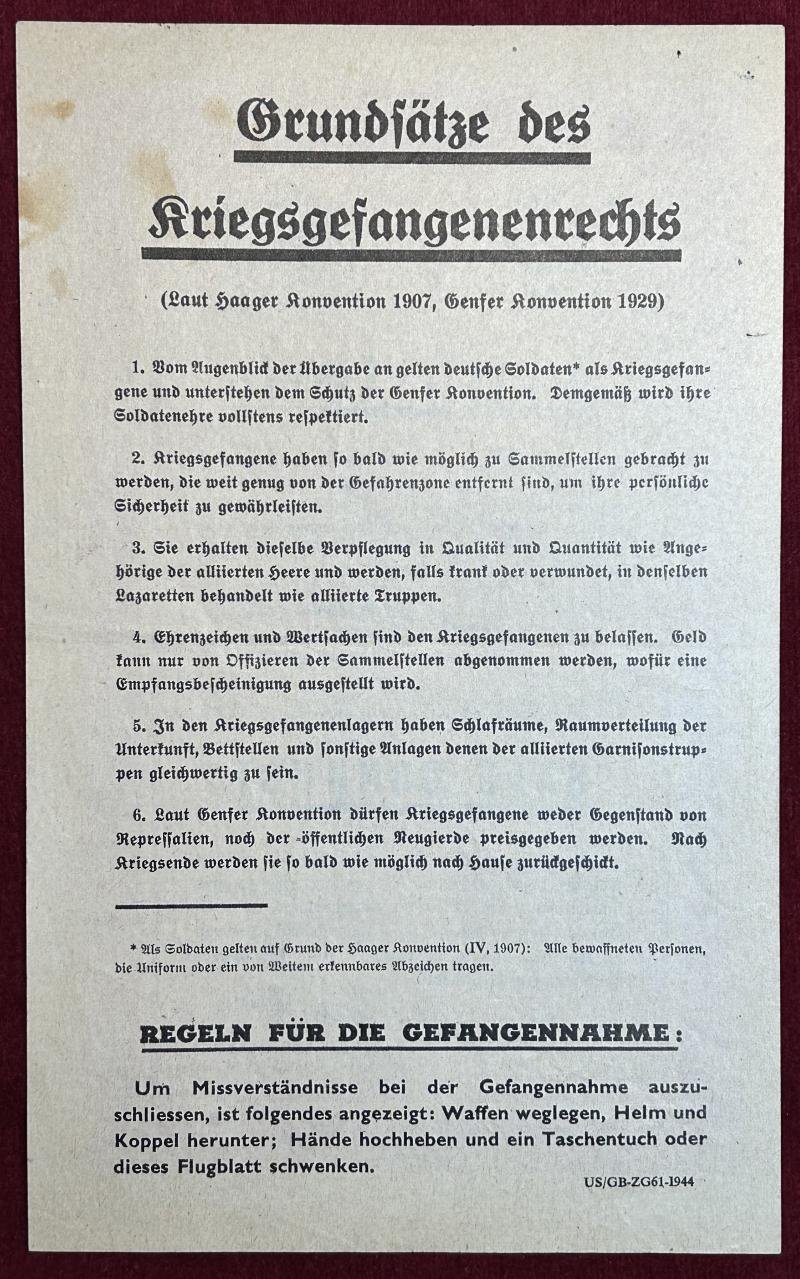 Grundsätze des
Kriegsgefangenenrechts
(Laut Haager Konvention 1907, Genfer Konvention 1929)
1. Vom Augenblick der Übergabe an gelten deutsche Soldaten* als Kriegsgefan-
gene und unterstehen dem Schutz der Genfer Konvention. Demgemäß wird ihre
Soldatenehre vollstens respektiert.
2. Kriegsgefangene haben so bald wie möglich zu Sammelstellen gebracht zu
werden, die weit genug von der Gefahrenzone entfernt sind, um ihre persönliche
Sicherheit zu gewährleisten.
3. Sie erhalten dieselbe Verpflegung in Qualität und Quantität wie Ange-
hörige der alliierten Heere und werden, falls krank oder verwundet, in denselben
Lazaretten behandelt wie alliierte Truppen.
4. Ehrenzeichen und Wertsachen sind den Kriegsgefangenen zu belassen. Geld
kann nur von Offizieren der Sammelstellen abgenommen werden, wofür eine
Empfangsbescheinigung ausgestellt wird.
5. In den Kriegsgefangenenlagern haben Schlafräume, Raumverteilung der
Unterkunft, Bettstellen und sonstige Anlagen denen der alliierten Garnisonstrup-
pen gleichwertig zu sein.
6. Laut Genfer Konvention dürfen Kriegsgefangene weder Gegenstand von
Repressalien, noch der öffentlichen Neugierde preisgegeben werden. Nach
Kriegsende werden sie so bald wie möglich nach Hause zurückgeschickt.
* Als Soldaten gelten auf Grund der Haager Konvention (IV, 1907): Alle bewaffneten Personen,
die Uniform oder ein von Weitem erkennbares Abzeichen tragen.
REGELN FÜR DIE GEFANGENNAHME:
Um Missverständnisse bei der Gefangennahme auszu-
schliessen, ist folgendes angezeigt: Waffen weglegen, Helm und
Koppel herunter; Hände hochheben und ein Taschentuch oder
dieses Flugblatt schwenken.
US/GB-ZG61-1944